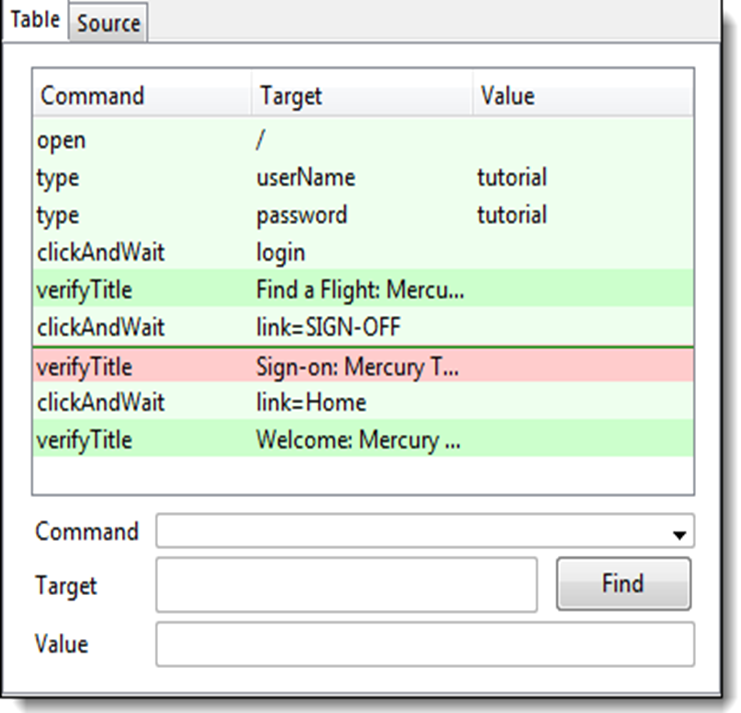 Table Source
Command Target Value
open /
type userName tutorial
type password tutorial
clickAndWait login
verifyTitle Find a Flight: Mercu...
clickAndWait link=SIGN-OFF
verifyTitle Sign-on: Mercury T...
clickAndWait link=Home
verifyTitle Welcome: Mercury ...
Command
Target Find
Value